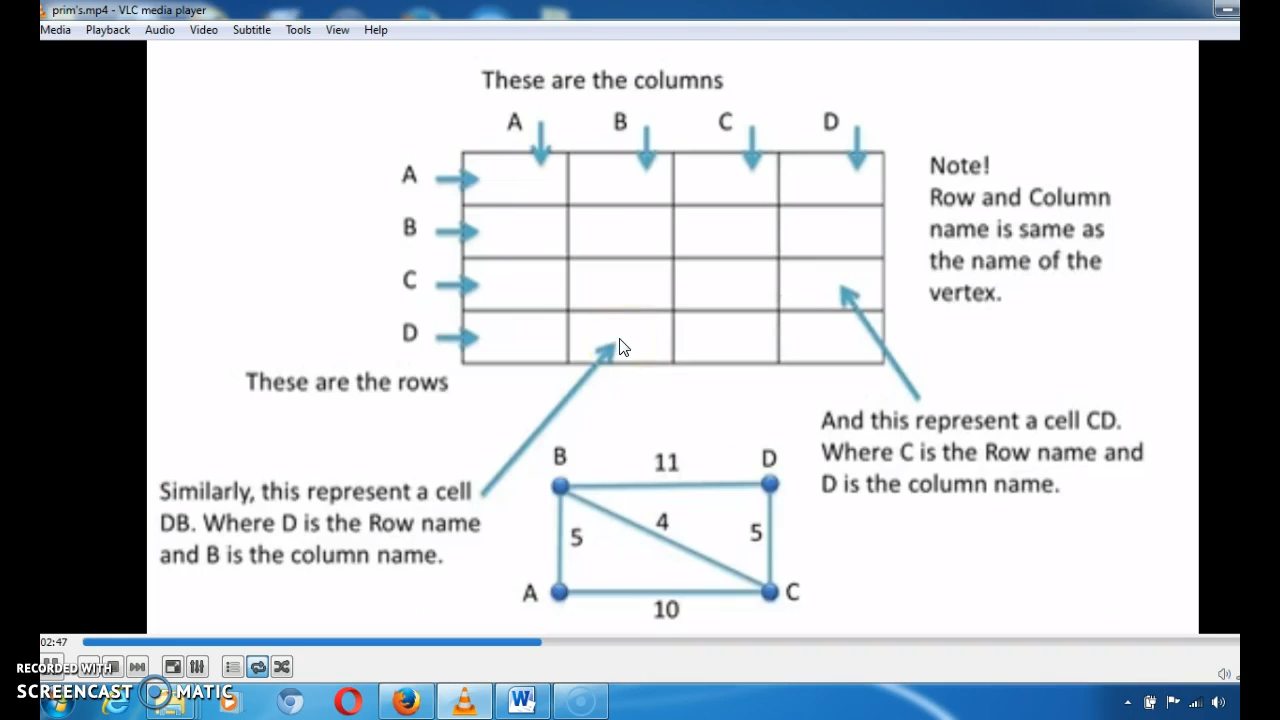 prim's.mp4 - VLC media player
Media Playback Audio Video Subtitle Tools View Help
These are the columns
A B C D
A
B
C
D
These are the rows
Note!
Row and Column
name is same as
the name of the
vertex.
And this represent a cell CD.
Where C is the Row name and
D is the column name.
Similarly, this represent a cell
DB. Where D is the Row name
and B is the column name.
B 11 D
5 4 5
A C
10
02:47
RECORDED WITH
SCREENCAST MATIC